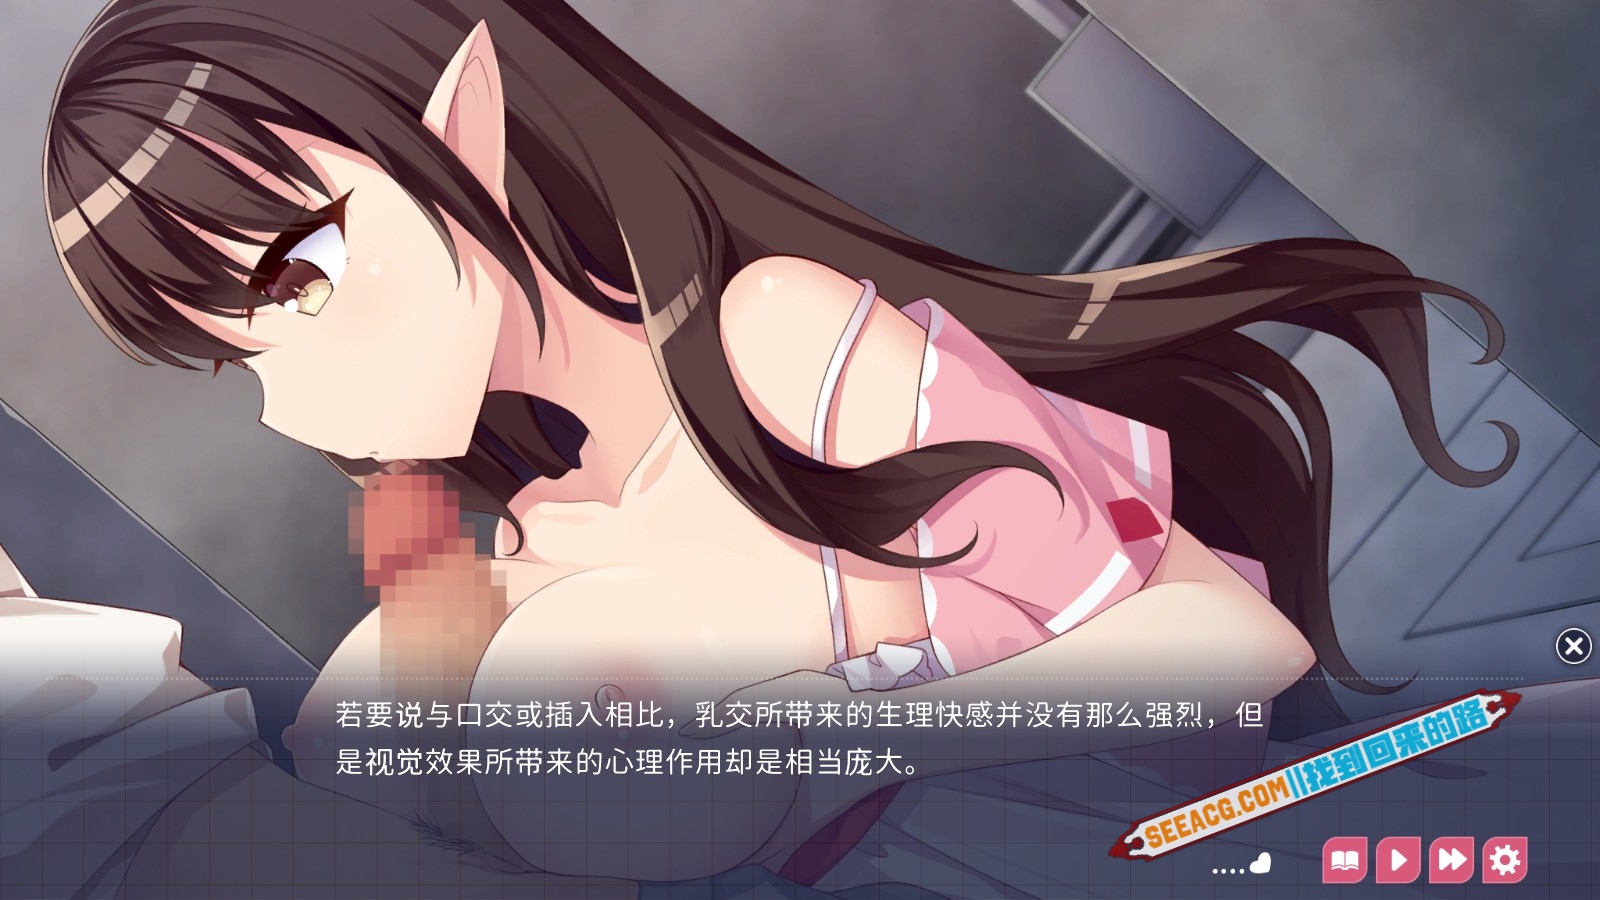 若要说与口交或插入相比，乳交所带来的生理快感并没有那么强烈，但
是视觉效果所带来的心理作用却是相当庞大。
SEEACG.COM||找到回来的路